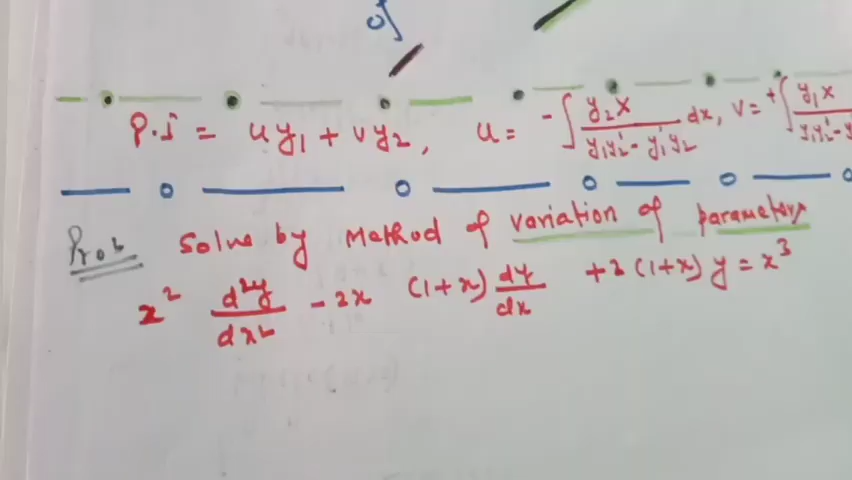 P.I = uy₁ + vy₂, u = -∫ y₂x / (y₁y₂' - y₁'y₂) dx, v = +∫ y₁x / (y₁y₂' - y
Prob Solve by Method of variation of parameters
x² d²y/dx² - 2x (1+x) dy/dx + 2 (1+x) y = x³